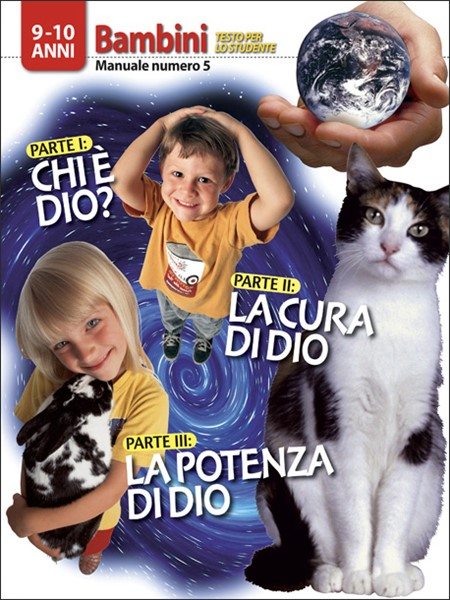 9-10
ANNI
Bambini
TESTO PER
LO STUDENTE
Manuale numero 5
PARTE I:
CHI È
DIO?
PARTE II:
LA CURA
DI DIO
PARTE III:
LA POTENZA
DI DIO